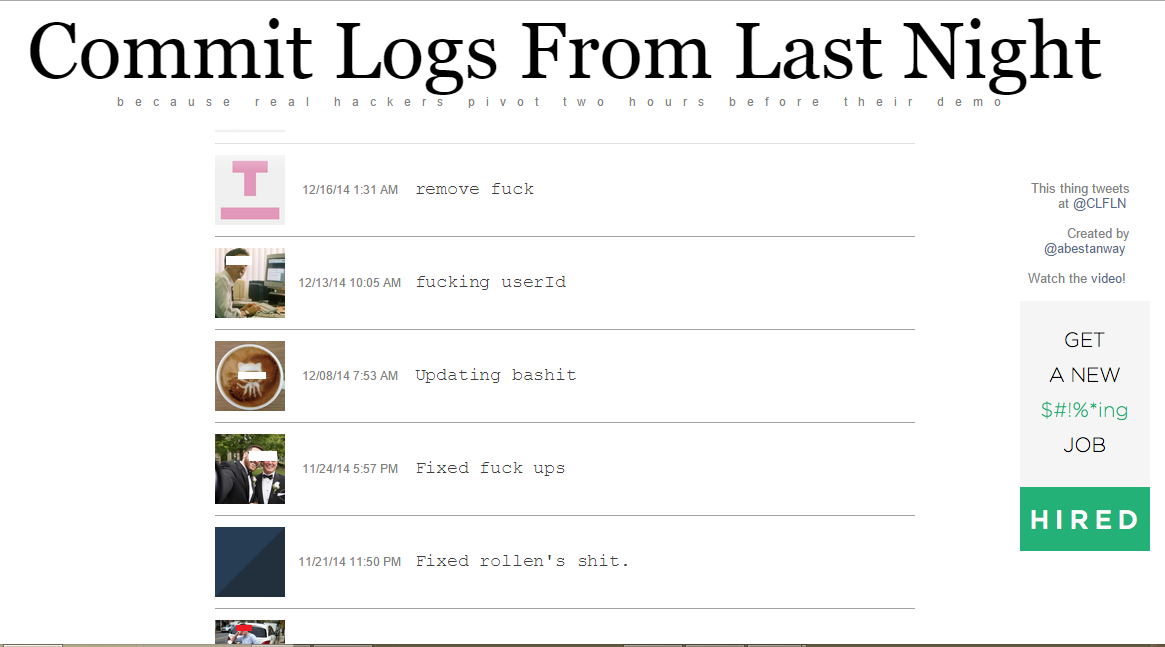 Commit Logs From Last Night
because real hackers pivot two hours before their demo
12/16/14 1:31 AM remove fuck
12/13/14 10:05 AM fucking userId
12/08/14 7:53 AM Updating bashit
11/24/14 5:57 PM Fixed fuck ups
11/21/14 11:50 PM Fixed rollen's shit.
This thing tweets
at @CLFLN
Created by
@abestanway
Watch the video!
GET
A NEW
$#!%*ing
JOB
HIRED